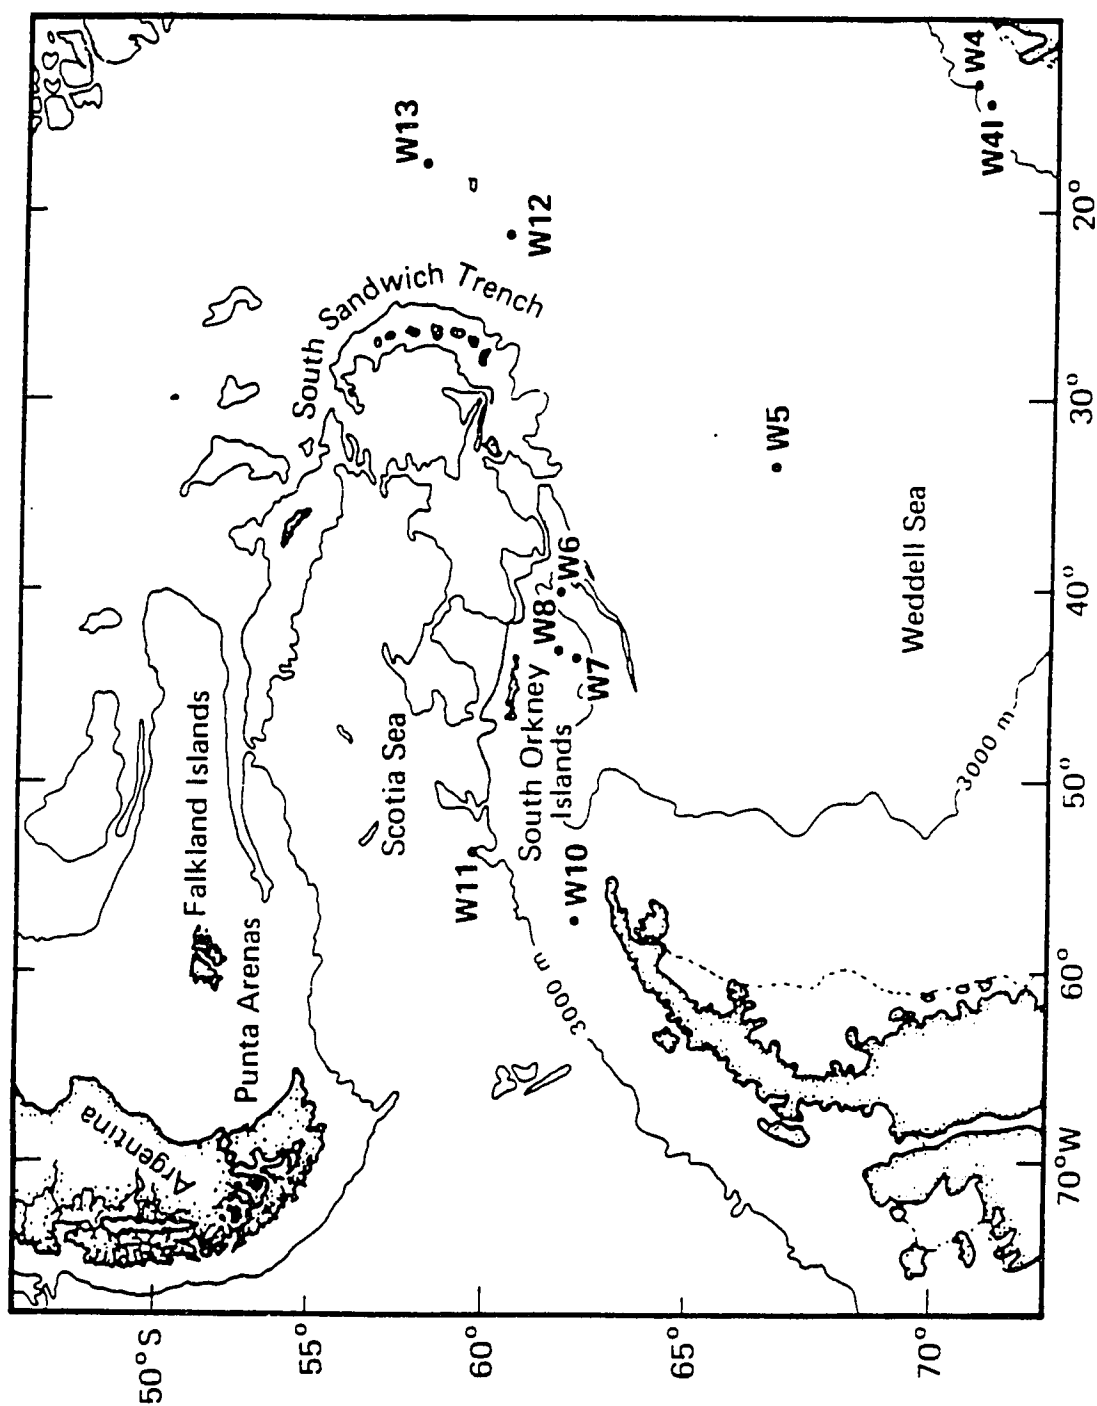 50°S
55°
60°
65°
70°
70°W
60°
50°
40°
30°
20°
Argentina
Punta Arenas
Falkland Islands
Scotia Sea
South Sandwich Trench
South Orkney
Islands
Weddell Sea
3000 m
3000 m
W4
W4I
W5
W6
W7
W8
W10
W11
W12
W13